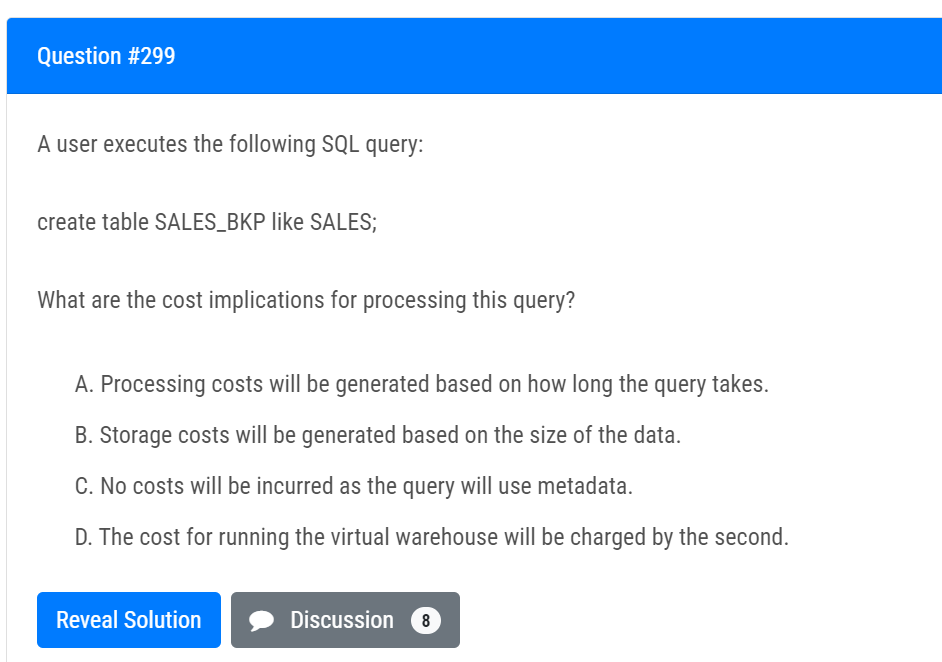 Question #299
A user executes the following SQL query:
create table SALES_BKP like SALES;
What are the cost implications for processing this query?
A. Processing costs will be generated based on how long the query takes.
B. Storage costs will be generated based on the size of the data.
C. No costs will be incurred as the query will use metadata.
D. The cost for running the virtual warehouse will be charged by the second.
Reveal Solution
Discussion 8